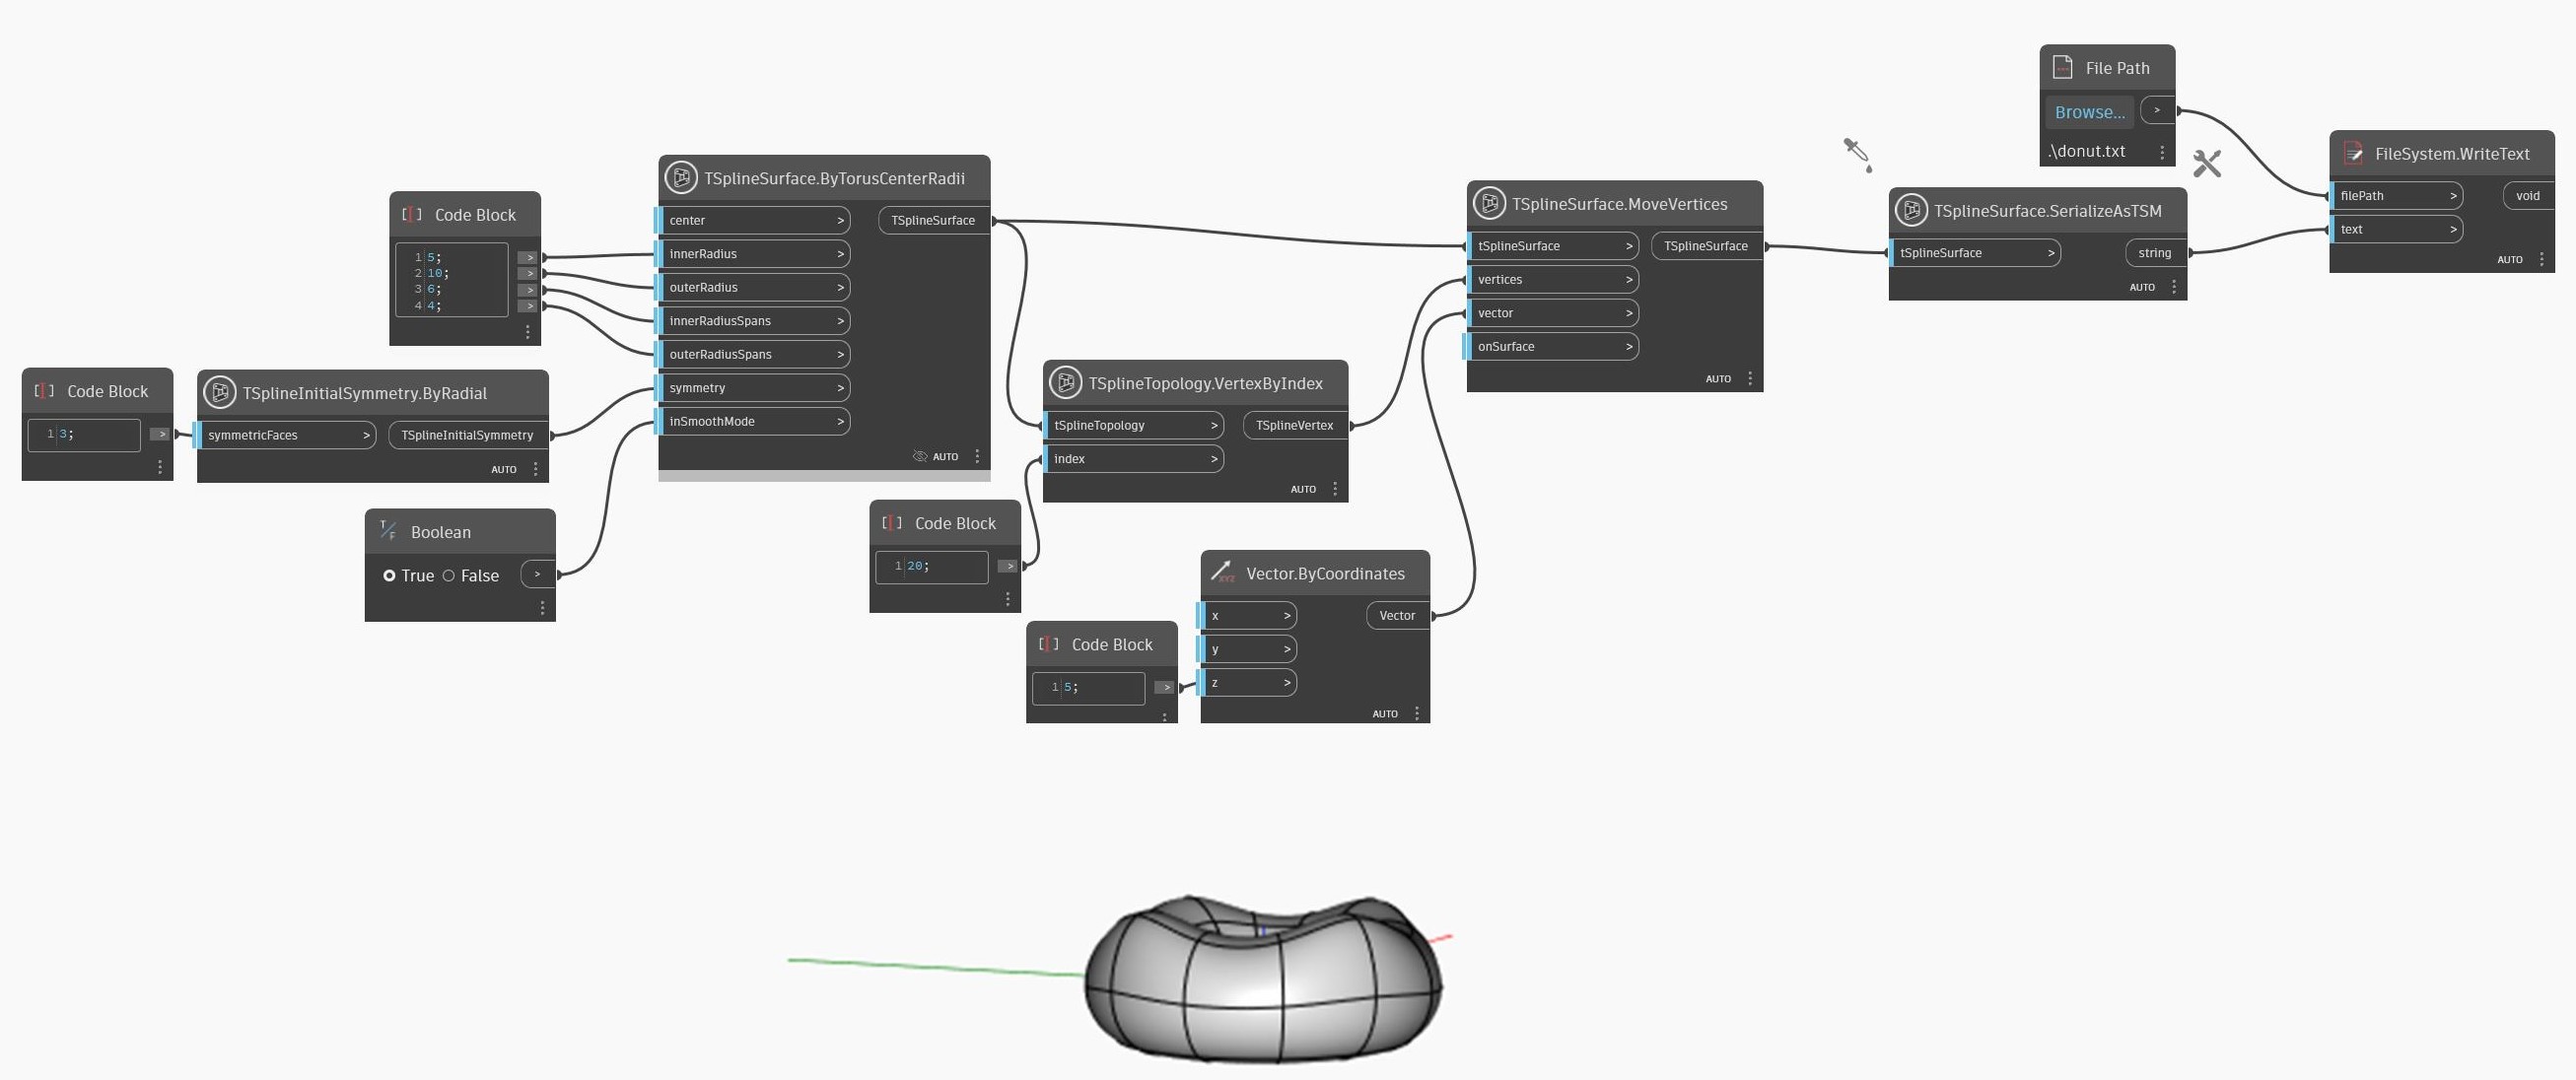 File Path
Browse...
>
.\donut.txt
FileSystem.WriteText
filePath >
void
text >
AUTO
TSplineSurface.ByTorusCenterRadii
center >
TSplineSurface
innerRadius >
outerRadius >
innerRadiusSpans >
outerRadiusSpans >
symmetry >
inSmoothMode >
AUTO
TSplineSurface.MoveVertices
tSplineSurface >
TSplineSurface
vertices >
vector >
onSurface >
AUTO
TSplineSurface.SerializeAsTSM
tSplineSurface >
string
AUTO
[I] Code Block
1 5; >
2 10; >
3 6; >
4 4; >
[I] Code Block
1 3; >
TSplineInitialSymmetry.ByRadial
symmetricFaces >
TSplineInitialSymmetry
AUTO
TSplineTopology.VertexByIndex
tSplineTopology >
TSplineVertex
index >
AUTO
T/F Boolean
True False >
[I] Code Block
1 20; >
XYZ Vector.ByCoordinates
x >
Vector
y >
z >
AUTO
[I] Code Block
1 5; >